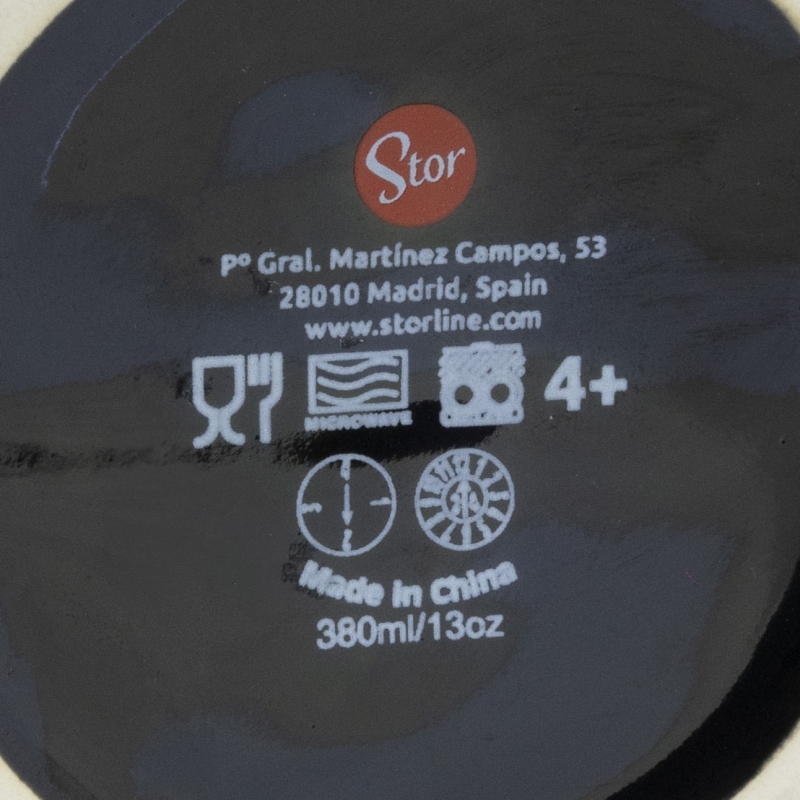 Stor
Pº Gral. Martínez Campos, 53
28010 Madrid, Spain
www.storline.com
MICROWAVE
4+
Made in China
380ml/13oz